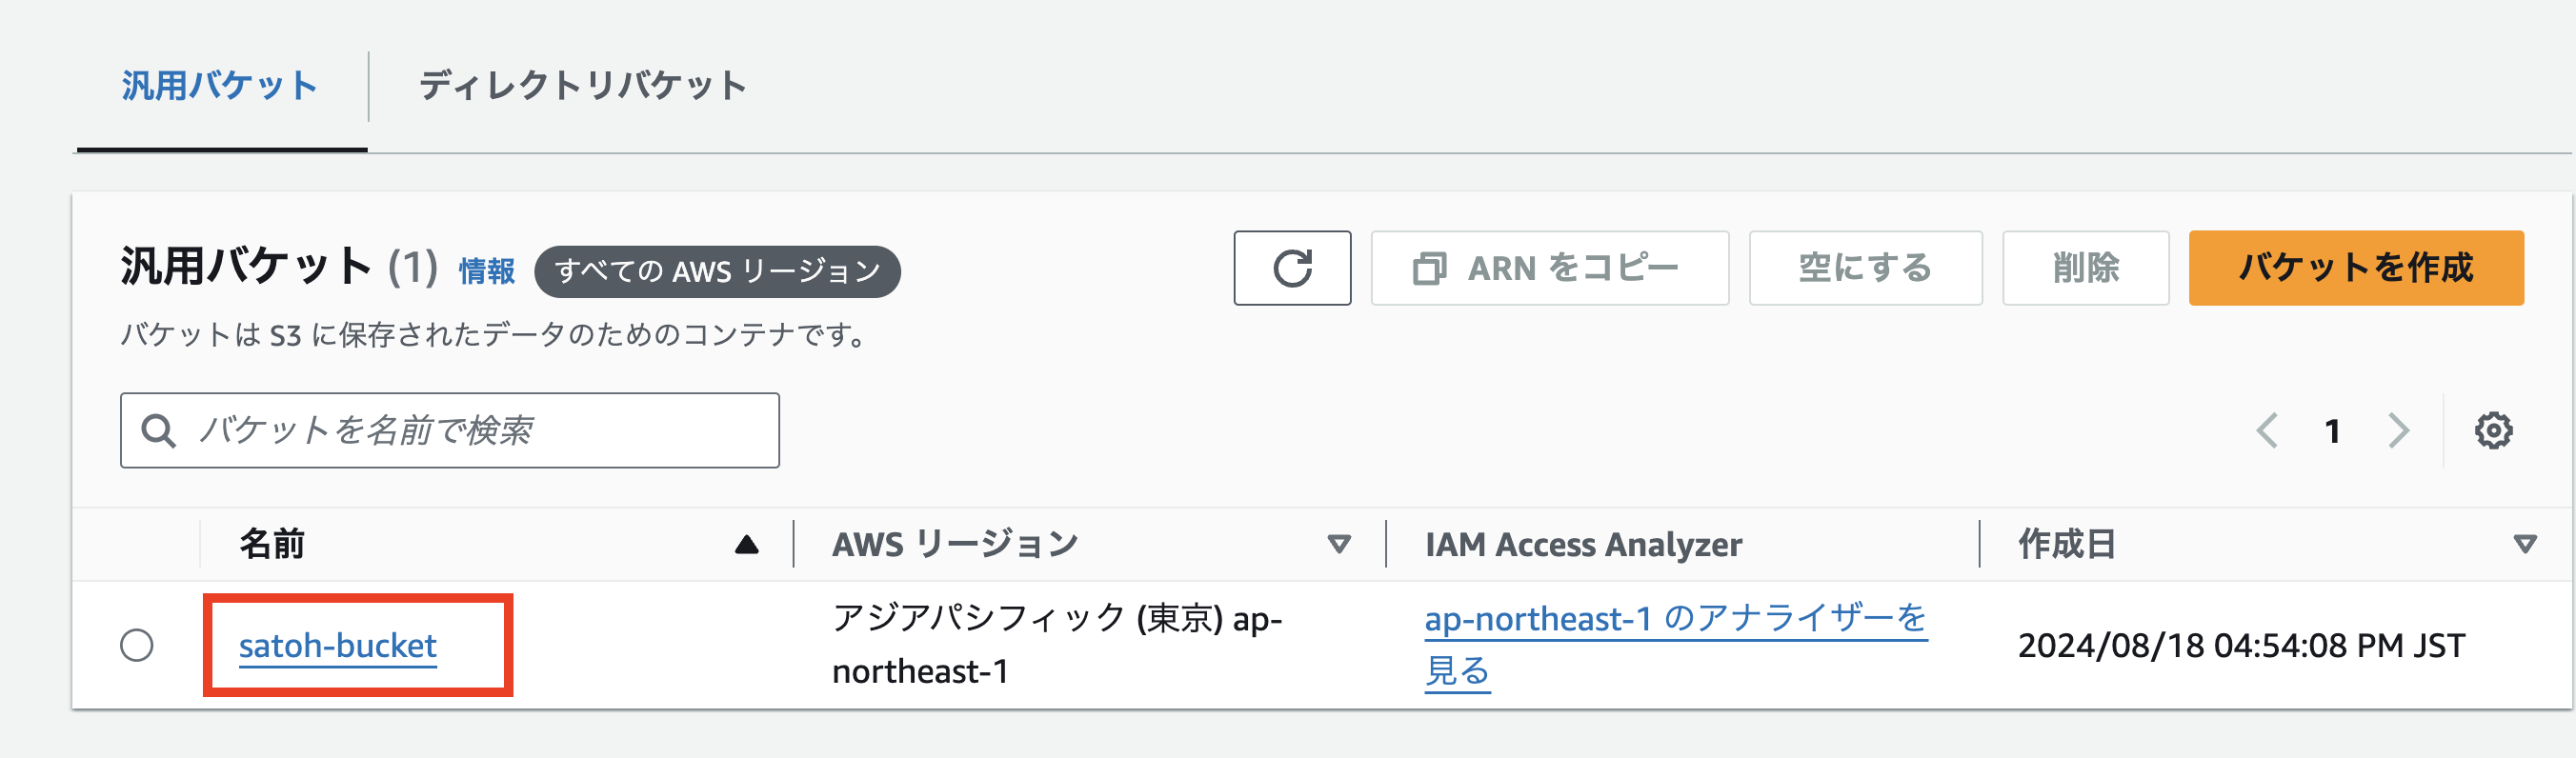 汎用バケット
ディレクトリバケット
汎用バケット (1) 情報 すべての AWS リージョン
ARN をコピー
空にする
削除
バケットを作成
バケットは S3 に保存されたデータのためのコンテナです。
バケットを名前で検索
1
名前
AWS リージョン
IAM Access Analyzer
作成日
satoh-bucket
アジアパシフィック (東京) ap-
northeast-1
ap-northeast-1 のアナライザーを
見る
2024/08/18 04:54:08 PM JST